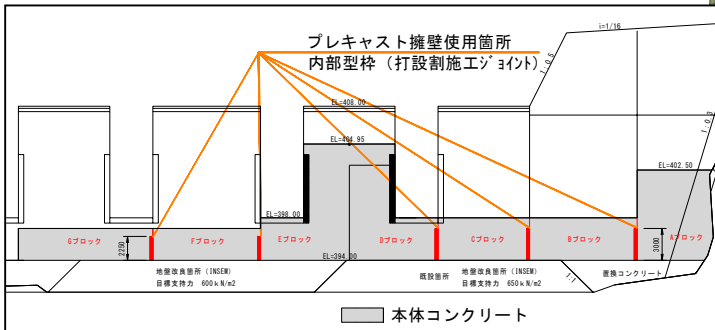 i=1/16
プレキャスト擁壁使用箇所
内部型枠（打設割施工ｼﾞｮｲﾝﾄ）
1:0.5
EL=408.00
1:0.3
EL=404.95
EL=402.50
EL=398.00
2250
Gブロック
Fブロック
Eブロック
Dブロック
Cブロック
Bブロック
3000
Aブロック
EL=394.00
地盤改良箇所（INSEM）
目標支持力 600kN/m2
既設箇所
地盤改良箇所（INSEM）
目標支持力 650kN/m2
1:1
置換コンクリート
本体コンクリート